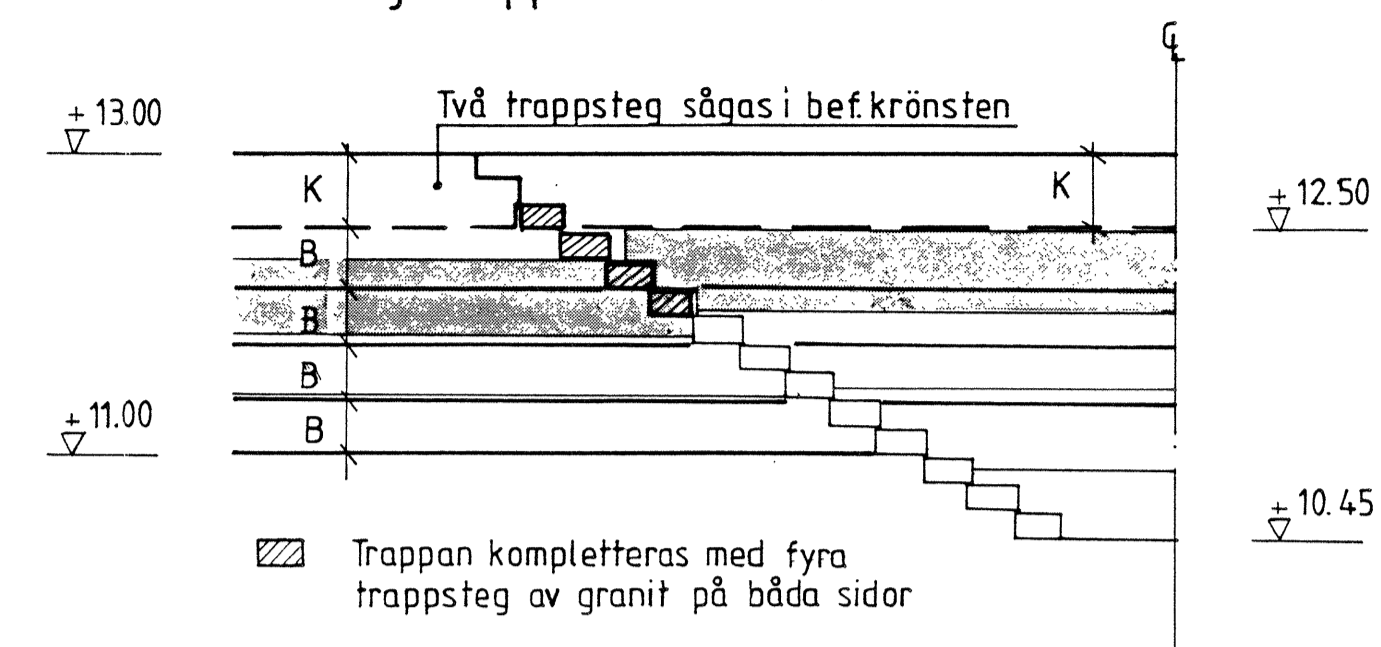 ℄
+ 13.00
Två trappsteg sågas i bef. krönsten
K
K
+ 12.50
B
B
B
+ 11.00
B
+ 10.45
Trappan kompletteras med fyra
trappsteg av granit på båda sidor